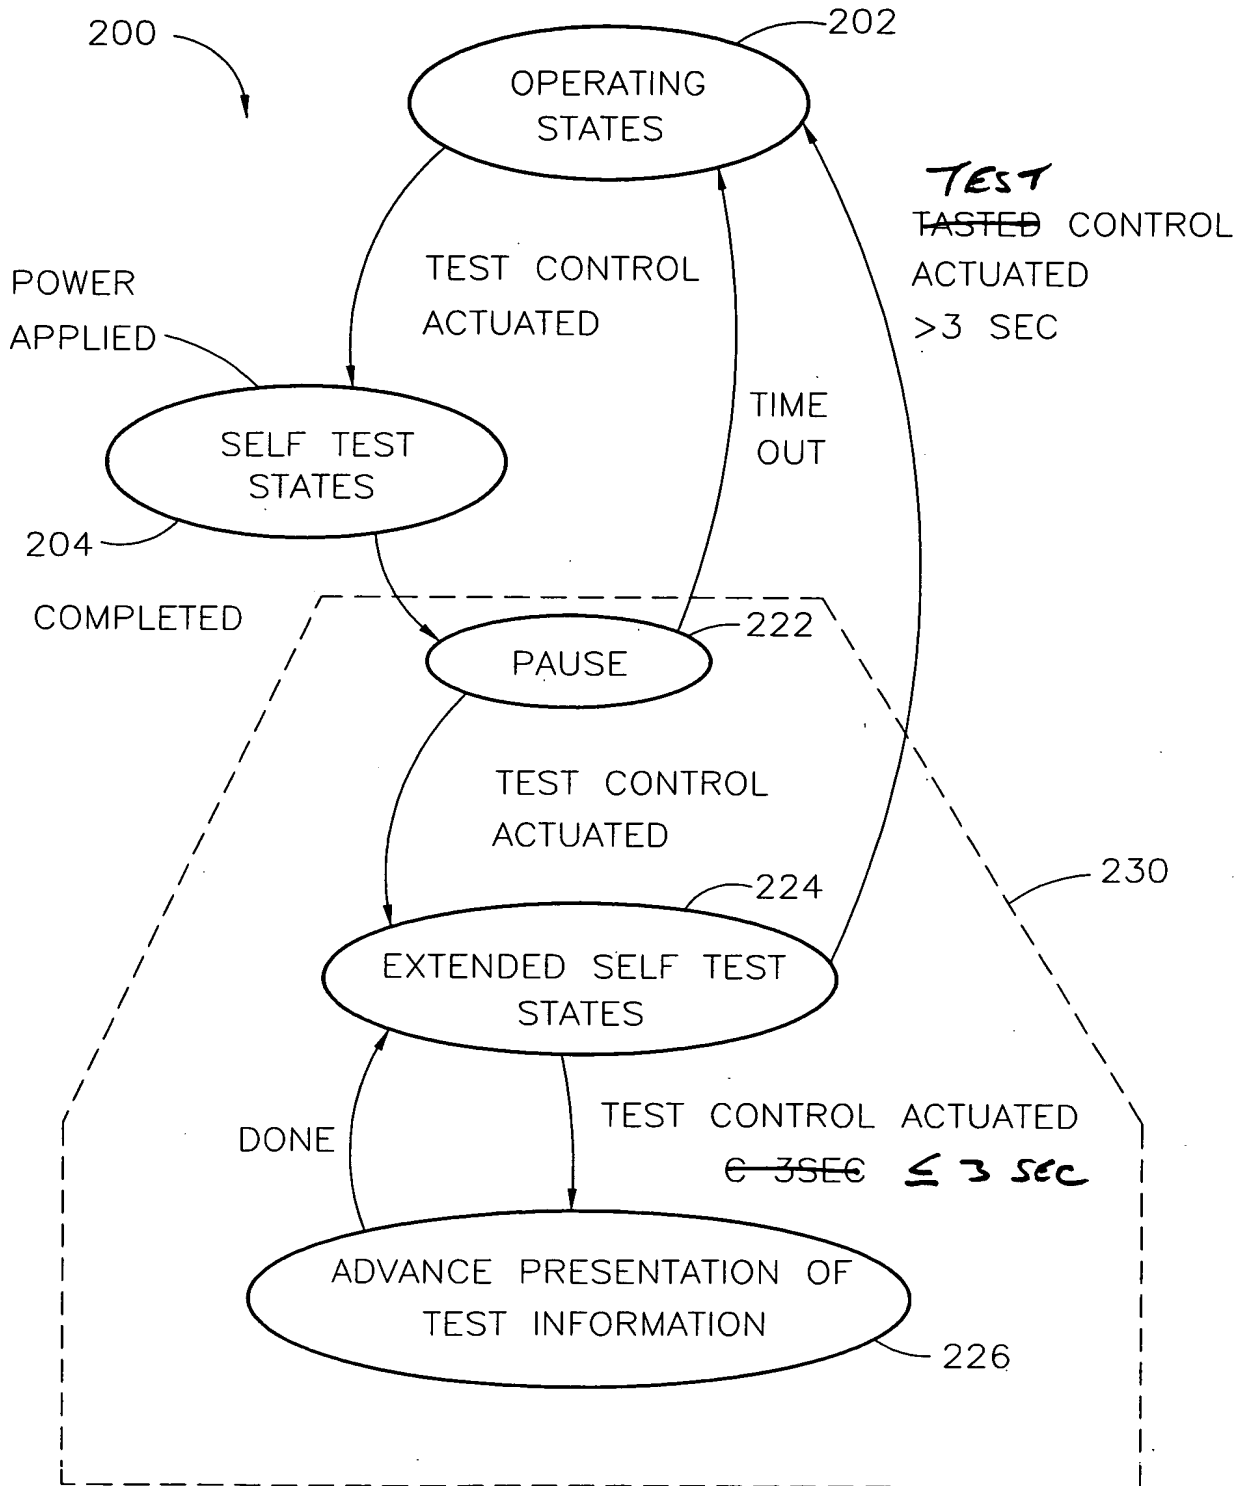 200
202
OPERATING
STATES
TEST
TASTED CONTROL
ACTUATED
>3 SEC
TEST CONTROL
ACTUATED
POWER
APPLIED
TIME
OUT
SELF TEST
STATES
204
COMPLETED
222
PAUSE
TEST CONTROL
ACTUATED
224
230
EXTENDED SELF TEST
STATES
TEST CONTROL ACTUATED
C 3SEC ≤ 3 SEC
DONE
ADVANCE PRESENTATION OF
TEST INFORMATION
226